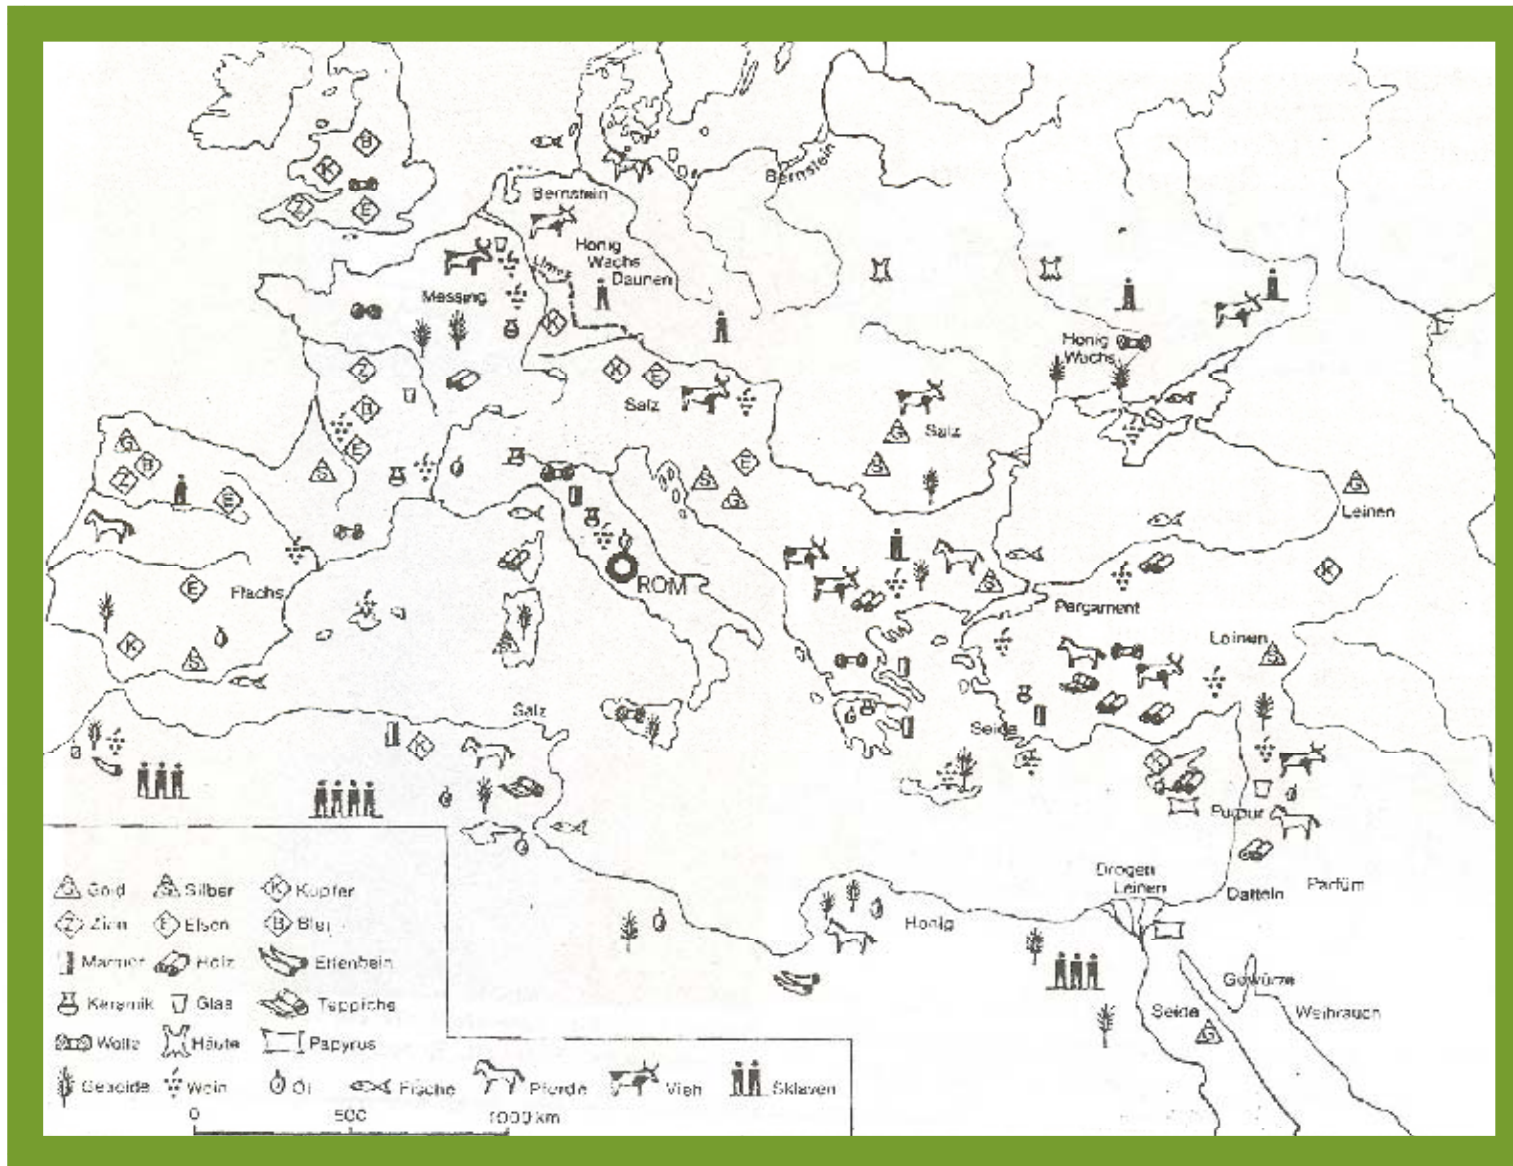 B
K
Z
E
Bernstein
Bernstein
Honig
Wachs
Daunen
Limes
Messing
K
Honig
Wachs
Z
K
E
Salz
B
G
Salz
E
G
B
Z
E
G
S
E
G
S
G
G
Leinen
ROM
K
E
Flachs
S
Pergament
Leinen
G
K
S
S
Salz
Seide
K
K
Purpur
Drogen
Leinen
Datteln
Parfüm
Honig
Gewürze
Seide
Weihrauch
G
G Gold S Silber K Kupfer
Z Zinn E Eisen B Blei
Marmor Holz Elfenbein
Keramik Glas Teppiche
Wolle Häute Papyrus
Getreide Wein Öl Fische Pferde Vieh Sklaven
0 500 1000 km